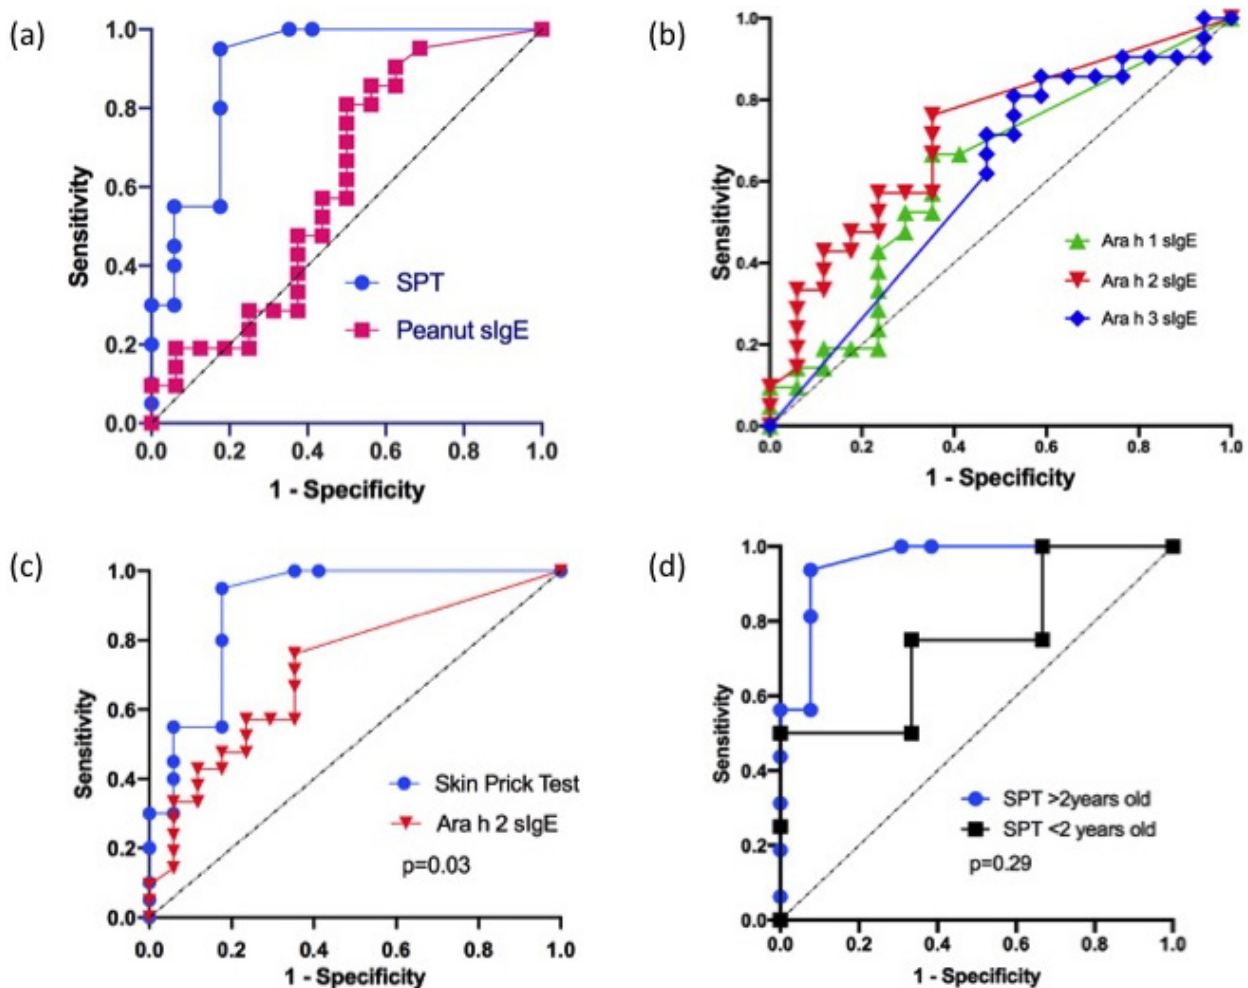 (a)
Sensitivity
1.0
0.8
0.6
0.4
0.2
0.0
SPT
Peanut sIgE
0.0 0.2 0.4 0.6 0.8 1.0
1 - Specificity
(b)
Sensitivity
1.0
0.8
0.6
0.4
0.2
0.0
Ara h 1 sIgE
Ara h 2 sIgE
Ara h 3 sIgE
0.0 0.2 0.4 0.6 0.8 1.0
1 - Specificity
(c)
Sensitivity
1.0
0.8
0.6
0.4
0.2
0.0
Skin Prick Test
Ara h 2 sIgE
p=0.03
0.0 0.2 0.4 0.6 0.8 1.0
1 - Specificity
(d)
Sensitivity
1.0
0.8
0.6
0.4
0.2
0.0
SPT >2years old
SPT <2 years old
p=0.29
0.0 0.2 0.4 0.6 0.8 1.0
1 - Specificity